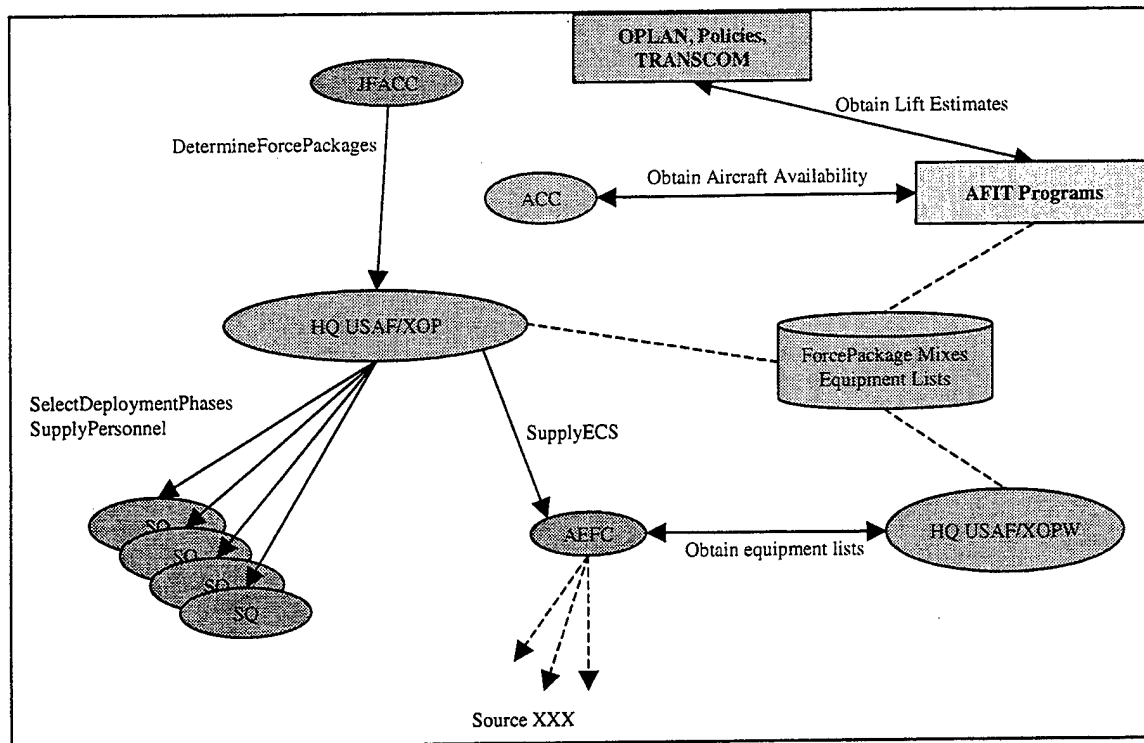 OPLAN, Policies,
TRANSCOM
JFACC
Obtain Lift Estimates
DetermineForcePackages
Obtain Aircraft Availability
ACC
AFIT Programs
HQ USAF/XOP
ForcePackage Mixes
Equipment Lists
SelectDeploymentPhases
SupplyPersonnel
SupplyECS
SQ
SQ
SQ
SQ
AEFC
Obtain equipment lists
HQ USAF/XOPW
Source XXX